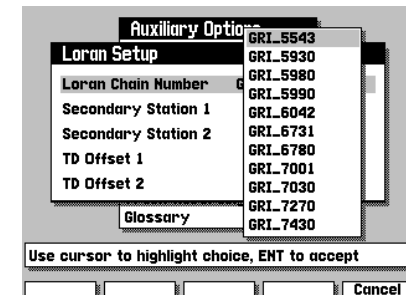 Auxiliary Optio
Loran Setup
Loran Chain Number G
Secondary Station 1
Secondary Station 2
TD Offset 1
TD Offset 2
GRI_5543
GRI_5930
GRI_5980
GRI_5990
GRI_6042
GRI_6731
GRI_6780
GRI_7001
GRI_7030
GRI_7270
GRI_7430
Glossary
Use cursor to highlight choice, ENT to accept
Cancel